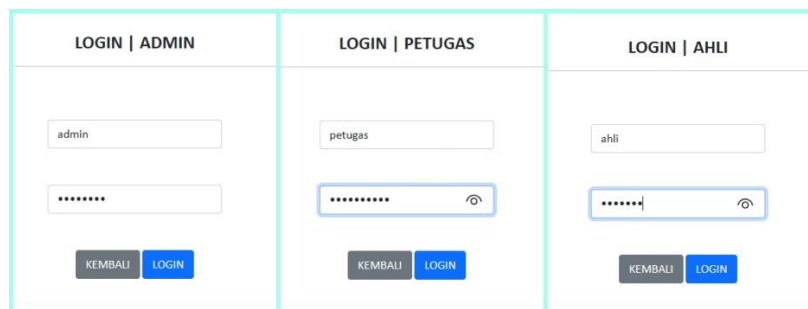 LOGIN | ADMIN
admin
••••••••
KEMBALI LOGIN
LOGIN | PETUGAS
petugas
••••••••••
KEMBALI LOGIN
LOGIN | AHLI
ahli
•••••••
KEMBALI LOGIN